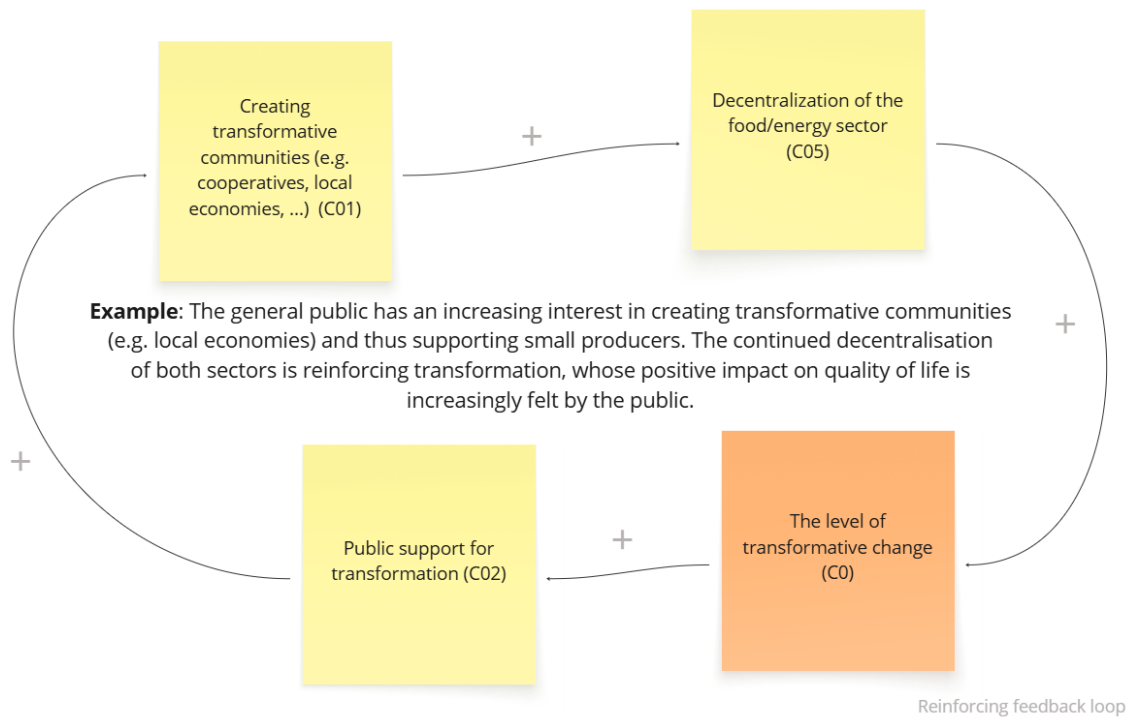 Creating
transformative
communities (e.g.
cooperatives, local
economies, ...) (C01)
+
Decentralization of the
food/energy sector
(C05)
+
Example: The general public has an increasing interest in creating transformative communities
(e.g. local economies) and thus supporting small producers. The continued decentralisation
of both sectors is reinforcing transformation, whose positive impact on quality of life is
increasingly felt by the public.
+
Public support for
transformation (C02)
+
The level of
transformative change
(C0)
Reinforcing feedback loop